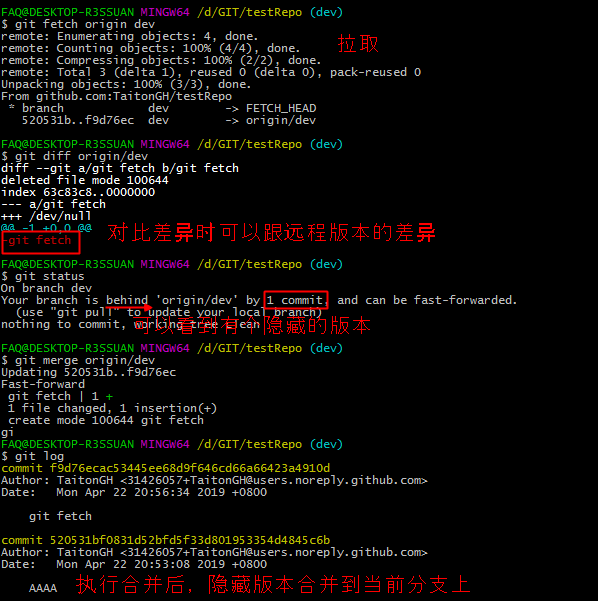 FAQ@DESKTOP-R3SSUAN MINGW64 /d/GIT/testRepo (dev)
$ git fetch origin dev
remote: Enumerating objects: 4, done.
remote: Counting objects: 100% (4/4), done.
拉取
remote: Compressing objects: 100% (2/2), done.
remote: Total 3 (delta 1), reused 0 (delta 0), pack-reused 0
Unpacking objects: 100% (3/3), done.
From github.com:TaitonGH/testRepo
* branch dev -> FETCH_HEAD
520531b..f9d76ec dev -> origin/dev
FAQ@DESKTOP-R3SSUAN MINGW64 /d/GIT/testRepo (dev)
$ git diff origin/dev
diff --git a/git fetch b/git fetch
deleted file mode 100644
index 63c83c8..0000000
--- a/git fetch
+++ /dev/null
@@ -1 +0,0 @@
对比差异时可以跟远程版本的差异
-git fetch
FAQ@DESKTOP-R3SSUAN MINGW64 /d/GIT/testRepo (dev)
$ git status
On branch dev
Your branch is behind 'origin/dev' by 1 commit, and can be fast-forwarded.
(use "git pull" to update your local branch)
nothing to commit, working tree clean
可以看到有个隐藏的版本
FAQ@DESKTOP-R3SSUAN MINGW64 /d/GIT/testRepo (dev)
$ git merge origin/dev
Updating 520531b..f9d76ec
Fast-forward
git fetch | 1 +
1 file changed, 1 insertion(+)
create mode 100644 git fetch
gi
FAQ@DESKTOP-R3SSUAN MINGW64 /d/GIT/testRepo (dev)
$ git log
commit f9d76ecac53445ee68d9f646cd66a66423a4910d
Author: TaitonGH <31426057+TaitonGH@users.noreply.github.com>
Date: Mon Apr 22 20:56:34 2019 +0800
git fetch
commit 520531bf0831d52bfd5f33d801953354d4845c6b
Author: TaitonGH <31426057+TaitonGH@users.noreply.github.com>
Date: Mon Apr 22 20:53:08 2019 +0800
AAAA 执行合并后，隐藏版本合并到当前分支上